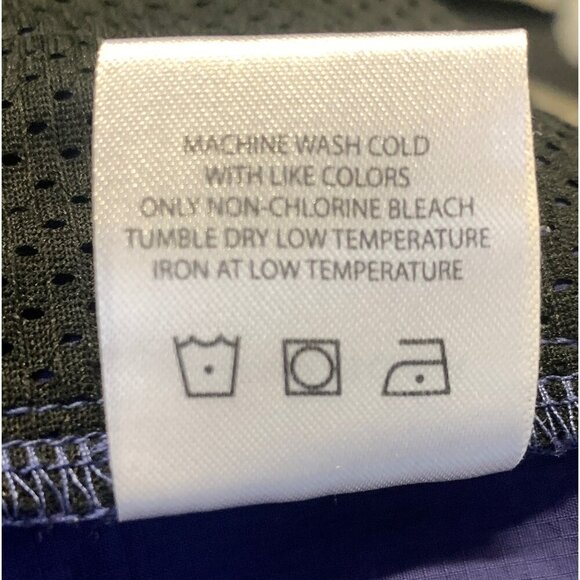 MACHINE WASH COLD
WITH LIKE COLORS
ONLY NON-CHLORINE BLEACH
TUMBLE DRY LOW TEMPERATURE
IRON AT LOW TEMPERATURE